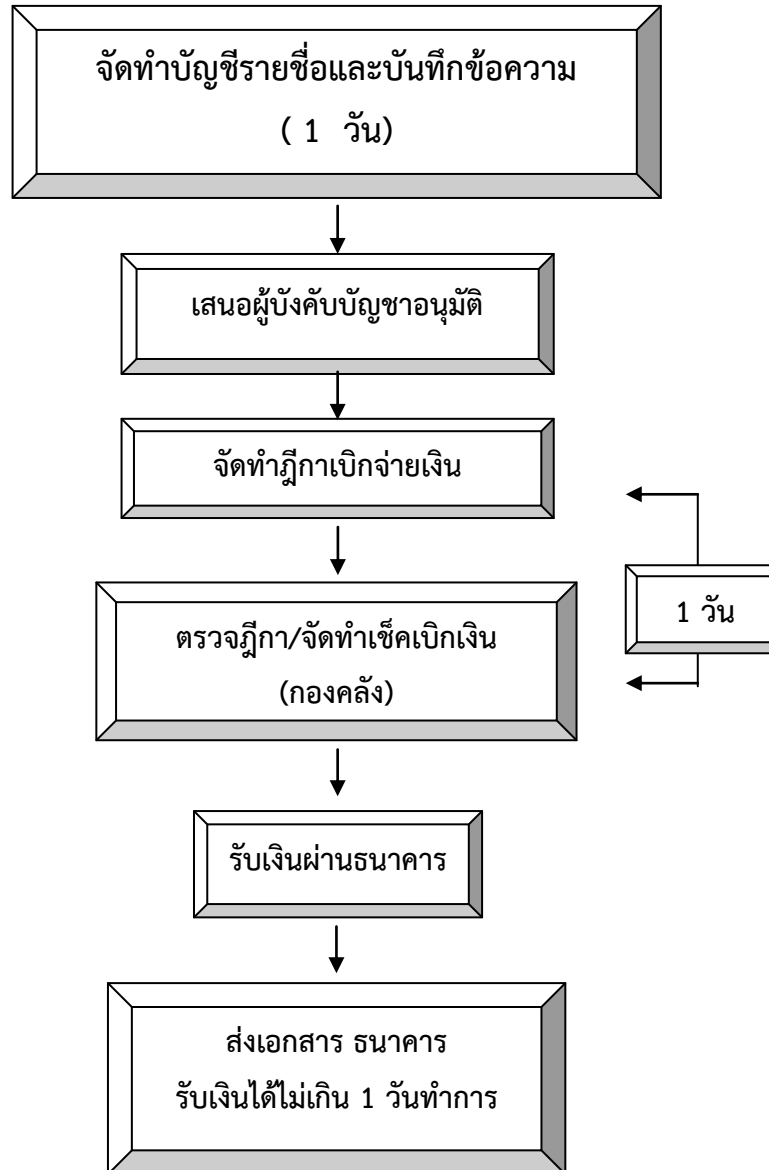 จัดทำบัญชีรายชื่อและบันทึกข้อความ
( 1 วัน)
เสนอผู้บังคับบัญชาอนุมัติ
จัดทำฎีกาเบิกจ่ายเงิน
ตรวจฎีกา/จัดทำเช็คเบิกเงิน
(กองคลัง)
1 วัน
รับเงินผ่านธนาคาร
ส่งเอกสาร ธนาคาร
รับเงินได้ไม่เกิน 1 วันทำการ